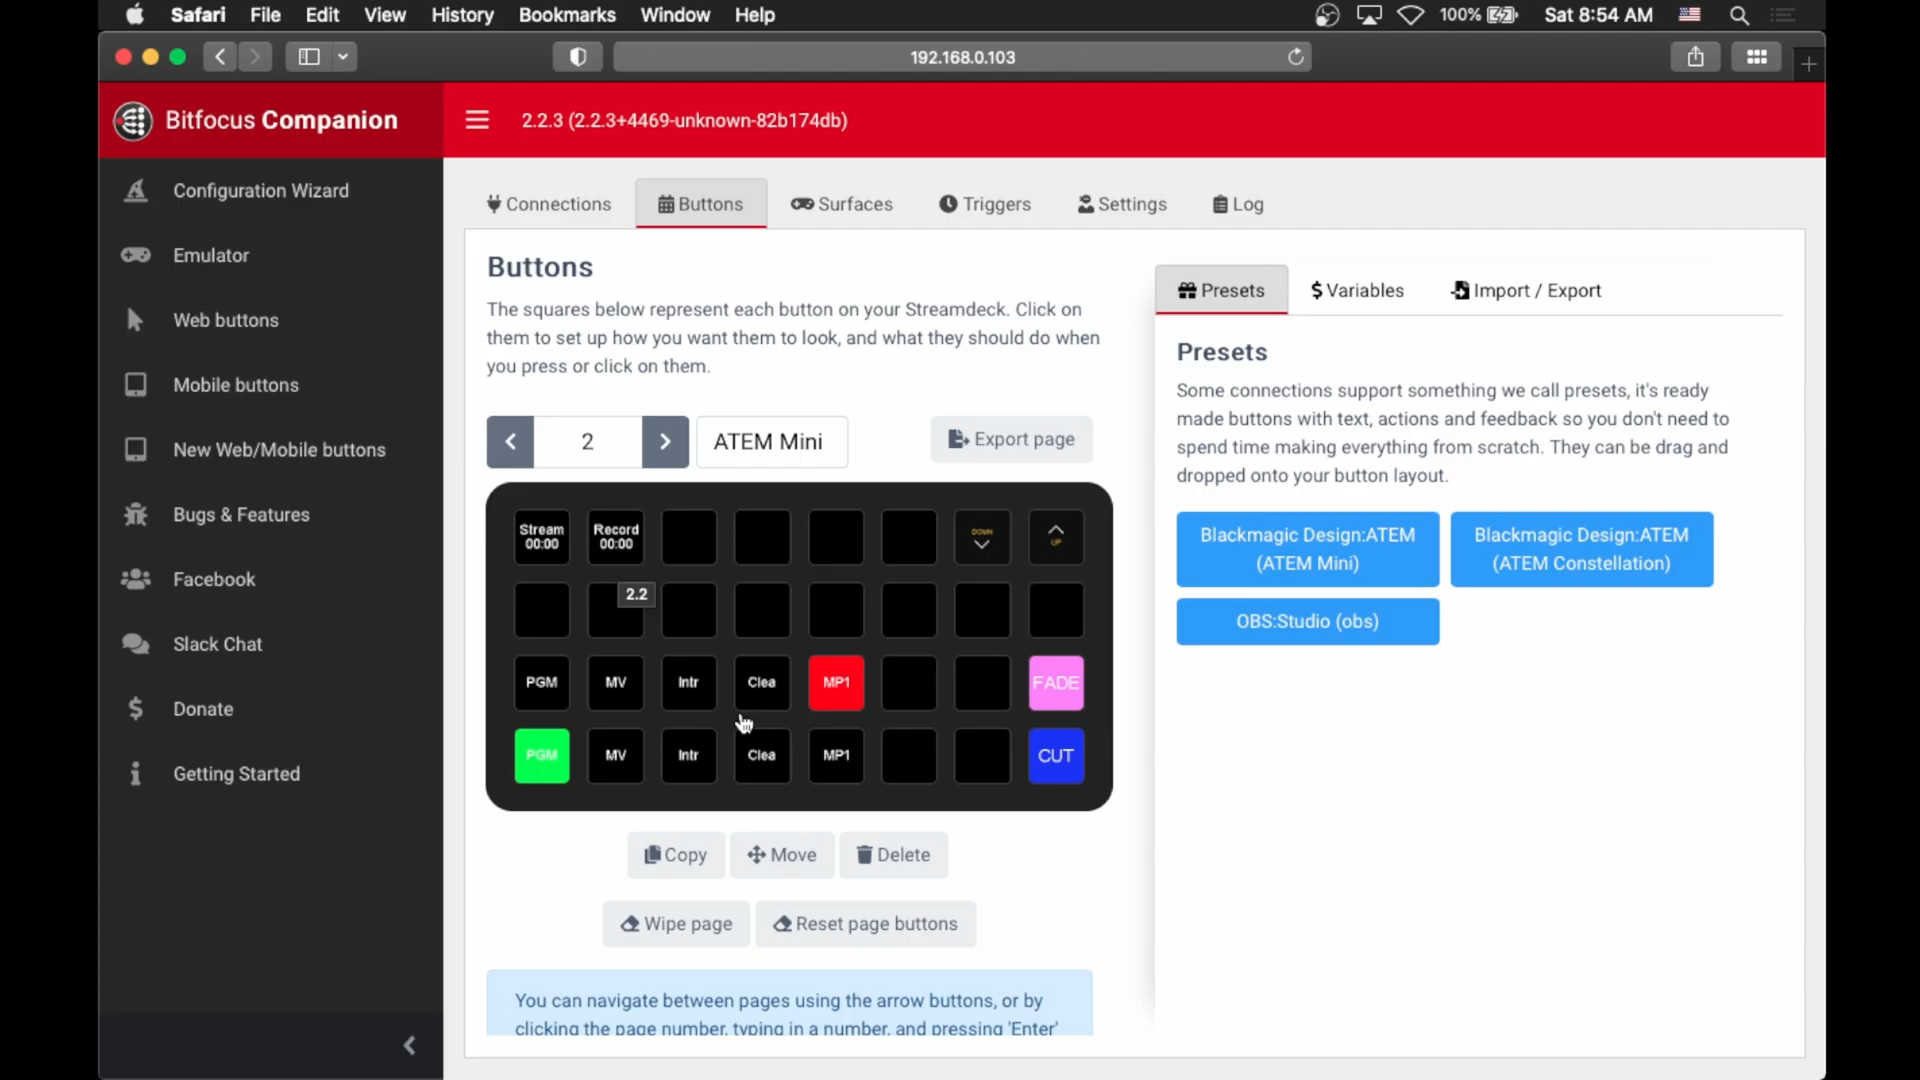 Safari File Edit View History Bookmarks Window Help
100% Sat 8:54 AM
192.168.0.103
Bitfocus Companion
2.2.3 (2.2.3+4469-unknown-82b174db)
Configuration Wizard
Emulator
Web buttons
Mobile buttons
New Web/Mobile buttons
Bugs & Features
Facebook
Slack Chat
Donate
Getting Started
Connections Buttons Surfaces Triggers Settings Log
Buttons
The squares below represent each button on your Streamdeck. Click on
them to set up how you want them to look, and what they should do when
you press or click on them.
2 ATEM Mini Export page
Stream Record
00:00 00:00
DOWN UP
2.2
PGM MV Intr Clea MP1 FADE
PGM MV Intr Clea MP1 CUT
Copy Move Delete
Wipe page Reset page buttons
You can navigate between pages using the arrow buttons, or by
clicking the page number, typing in a number, and pressing 'Enter'
Presets $ Variables Import / Export
Presets
Some connections support something we call presets, it's ready
made buttons with text, actions and feedback so you don't need to
spend time making everything from scratch. They can be drag and
dropped onto your button layout.
Blackmagic Design:ATEM
(ATEM Mini)
Blackmagic Design:ATEM
(ATEM Constellation)
OBS:Studio (obs)